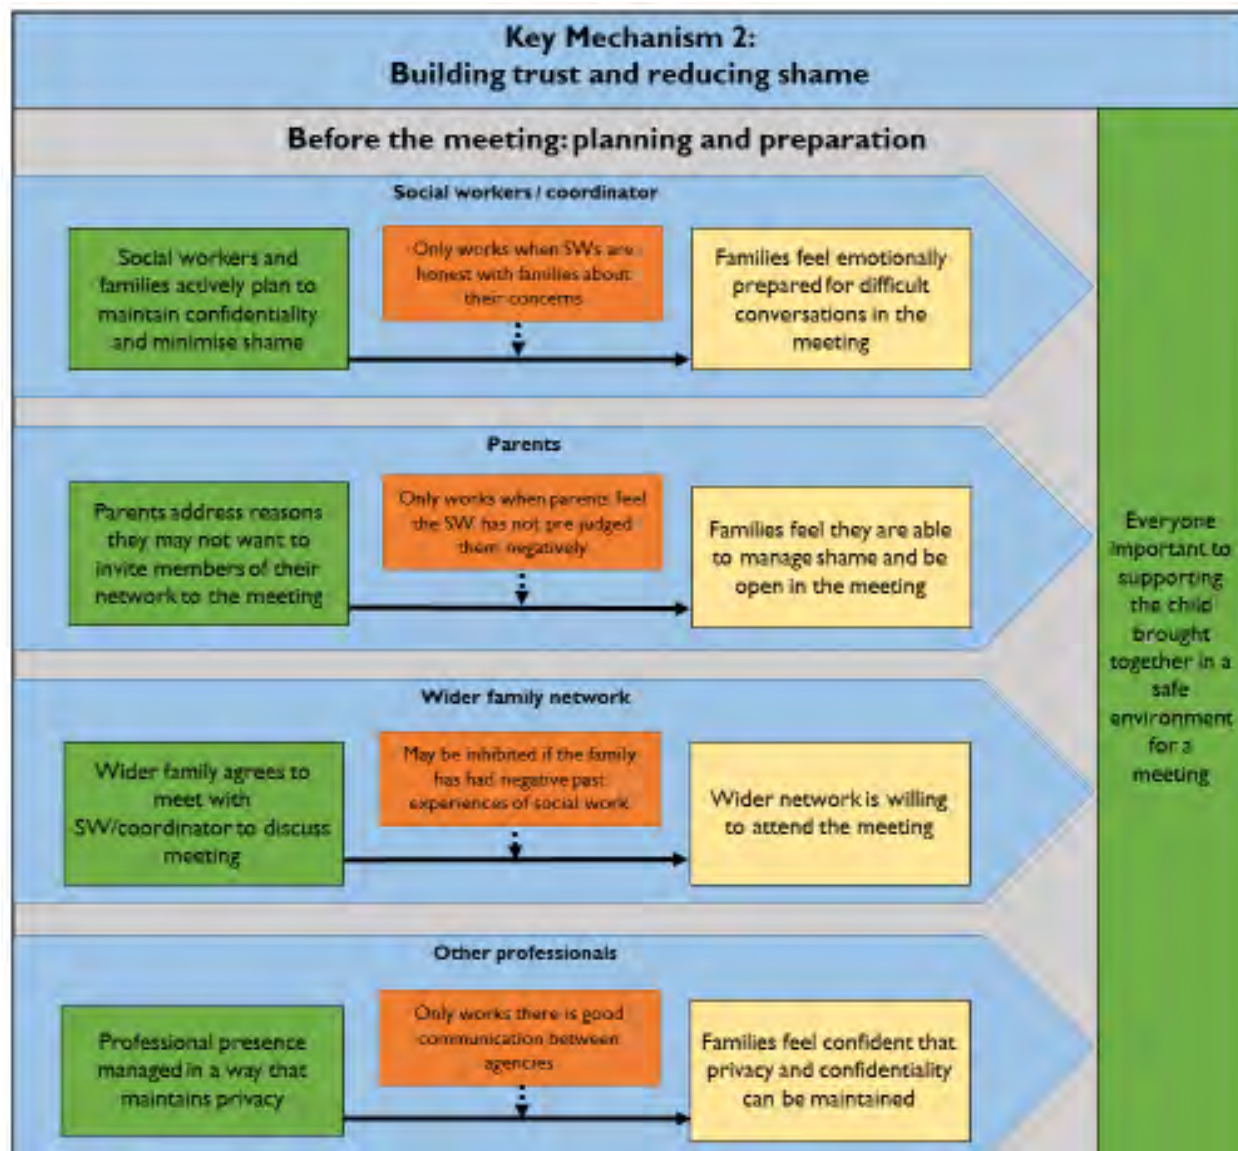 Key Mechanism 2:
Building trust and reducing shame
Before the meeting: planning and preparation
Social workers / coordinator
Social workers and
families actively plan to
maintain confidentiality
and minimise shame
Only works when SWs are
honest with families about
their concerns
Families feel emotionally
prepared for difficult
conversations in the
meeting
Parents
Parents address reasons
they may not want to
invite members of their
network to the meeting
Only works when parents feel
the SW has not pre judged
them negatively
Families feel they are able
to manage shame and be
open in the meeting
Wider family network
Wider family agrees to
meet with
SW/coordinator to discuss
meeting
May be inhibited if the family
has had negative past
experiences of social work
Wider network is willing
to attend the meeting
Other professionals
Professional presence
managed in a way that
maintains privacy
Only works there is good
communication between
agencies
Families feel confident that
privacy and confidentiality
can be maintained
Everyone
important to
supporting
the child
brought
together in a
safe
environment
for a
meeting